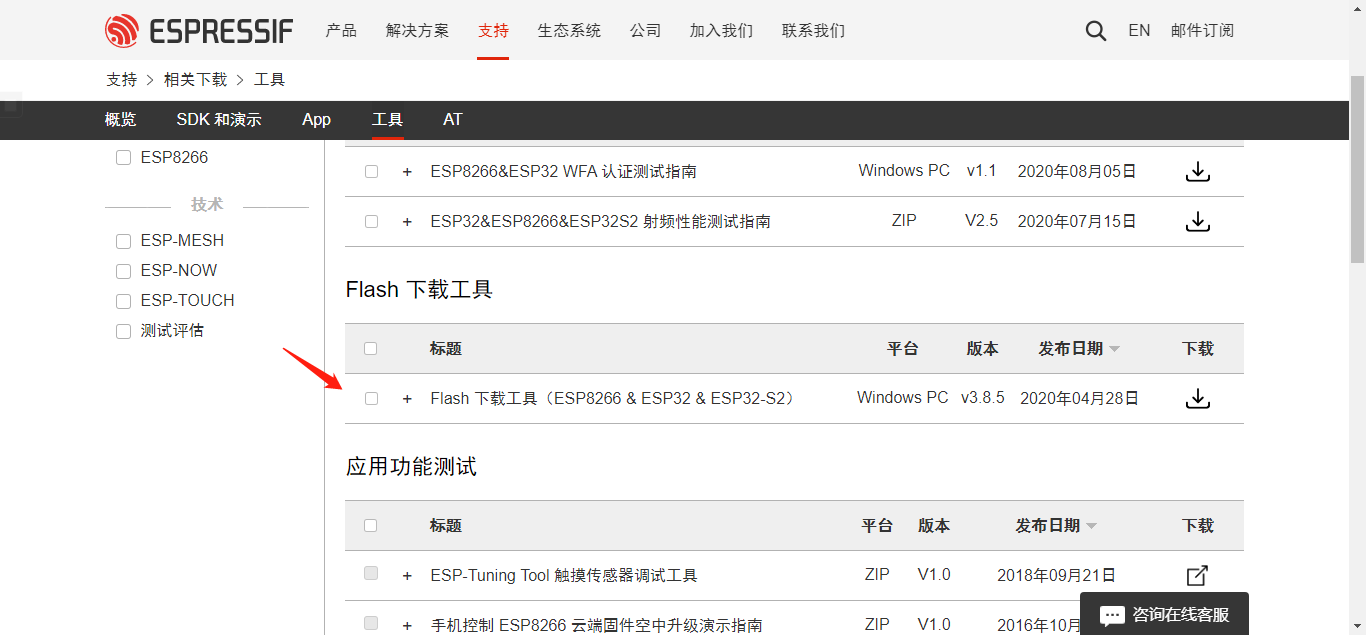 ESPRESSIF 产品 解决方案 支持 生态系统 公司 加入我们 联系我们 EN 邮件订阅
支持 > 相关下载 > 工具
概览 SDK 和演示 App 工具 AT
ESP8266
技术
ESP-MESH
ESP-NOW
ESP-TOUCH
测试评估
+ ESP8266&ESP32 WFA 认证测试指南 Windows PC v1.1 2020年08月05日
+ ESP32&ESP8266&ESP32S2 射频性能测试指南 ZIP V2.5 2020年07月15日
Flash 下载工具
标题 平台 版本 发布日期 下载
+ Flash 下载工具（ESP8266 & ESP32 & ESP32-S2） Windows PC v3.8.5 2020年04月28日
应用功能测试
标题 平台 版本 发布日期 下载
+ ESP-Tuning Tool 触摸传感器调试工具 ZIP V1.0 2018年09月21日
+ 手机控制 ESP8266 云端固件空中升级演示指南 ZIP V1.0 2016年10月
咨询在线客服